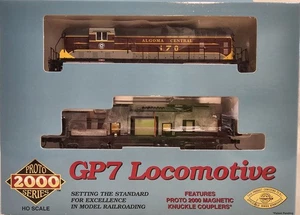 ALGOMA CENTRAL
170
PROTO
2000
SERIES
HO SCALE
GP7 Locomotive
SETTING THE STANDARD
FOR EXCELLENCE
IN MODEL RAILROADING
FEATURES
PROTO 2000 MAGNETIC
KNUCKLE COUPLERS*